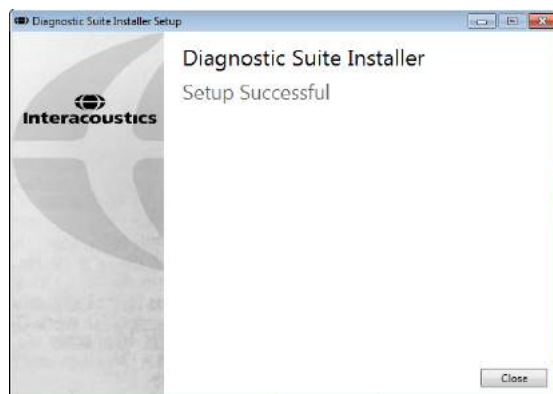 Diagnostic Suite Installer Setup
Diagnostic Suite Installer
Setup Successful
Interacoustics
Close